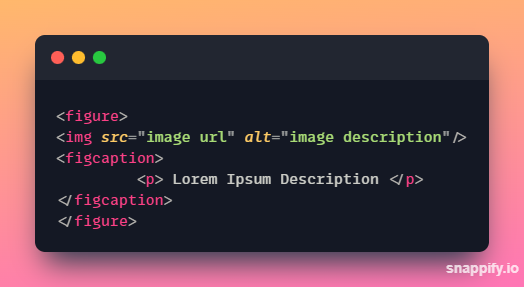 <figure>
<img src="image url" alt="image description"/>
<figcaption>
<p> Lorem Ipsum Description </p>
</figcaption>
</figure>
snappify.io